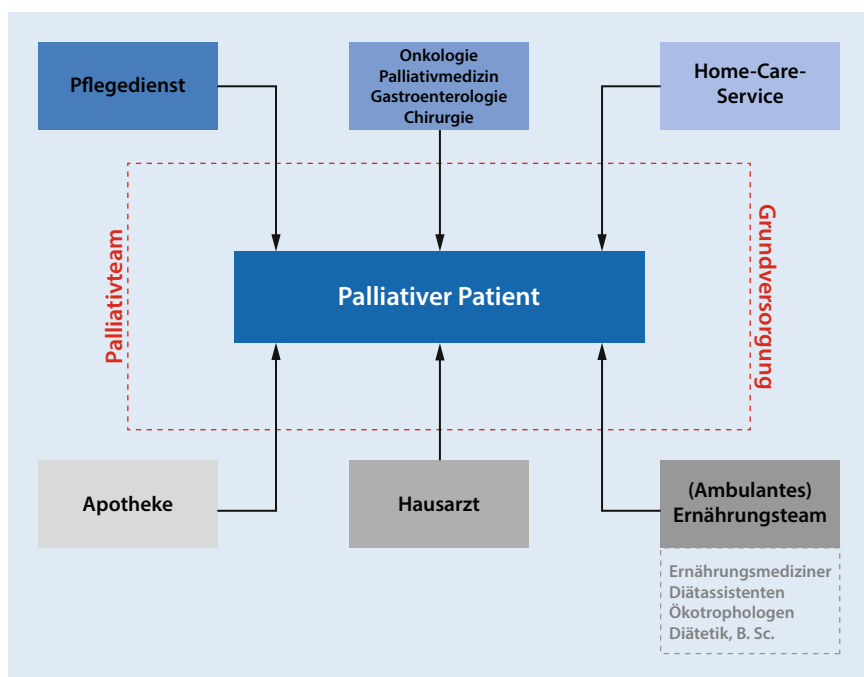 Pflegedienst
Onkologie
Palliativmedizin
Gastroenterologie
Chirurgie
Home-Care-
Service
Palliativteam
Grundversorgung
Palliativer Patient
Apotheke
Hausarzt
(Ambulantes)
Ernährungsteam
Ernährungsmediziner
Diätassistenten
Ökotrophologen
Diätetik, B. Sc.